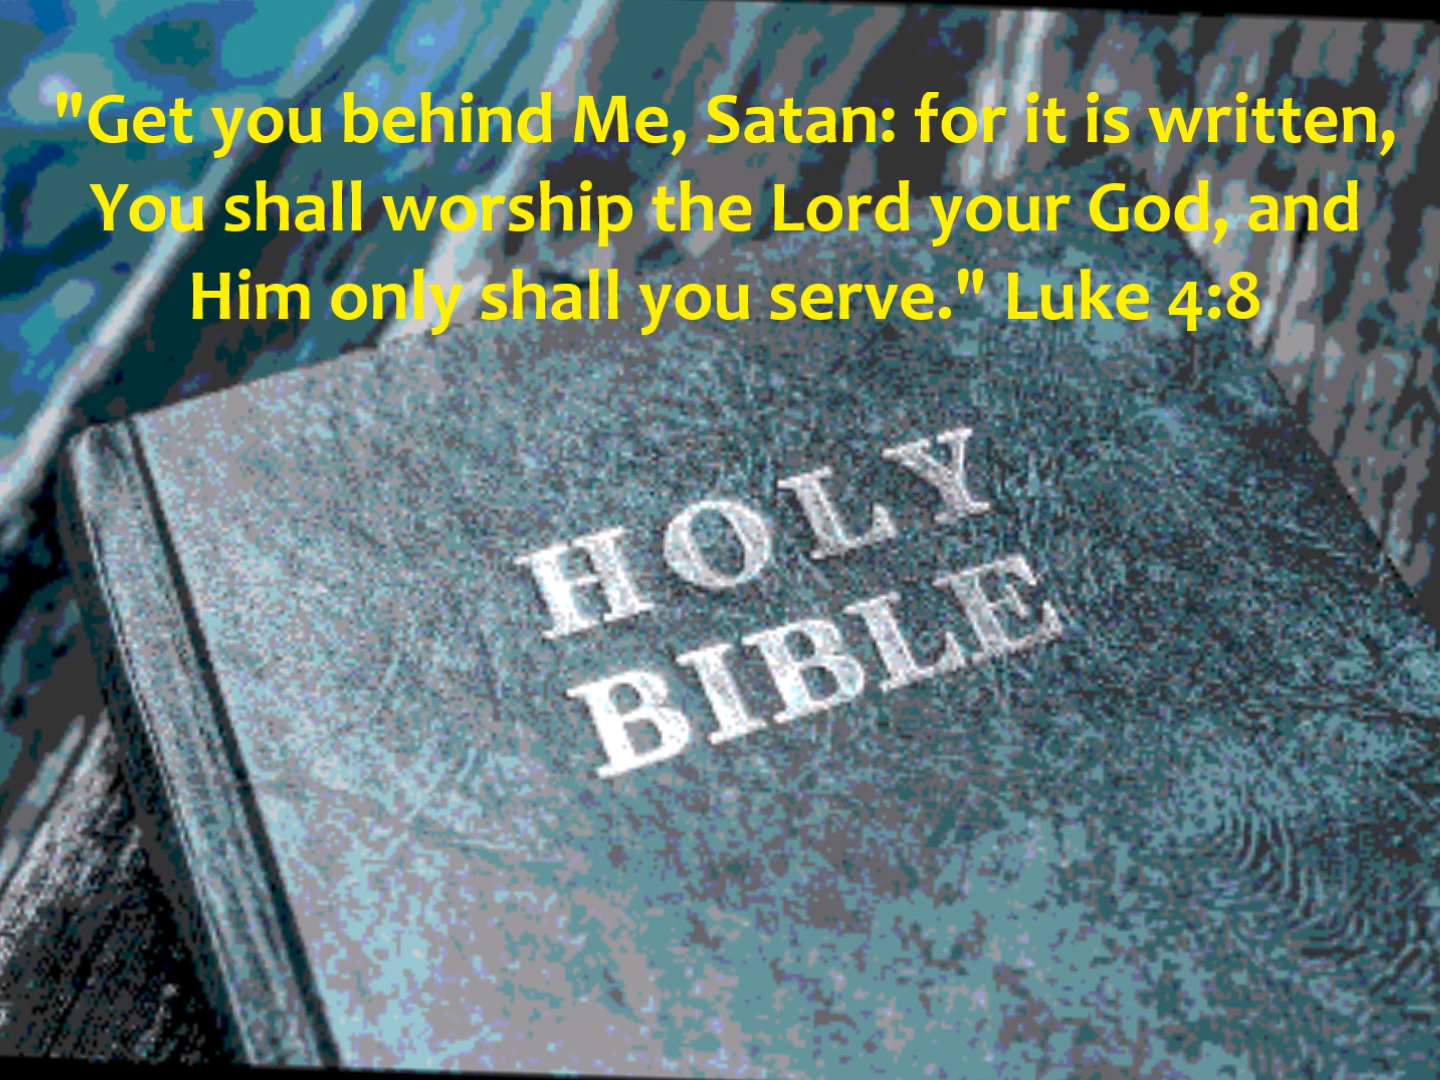 "Get you behind Me, Satan: for it is written,
You shall worship the Lord your God, and
Him only shall you serve." Luke 4:8
HOLY
BIBLE